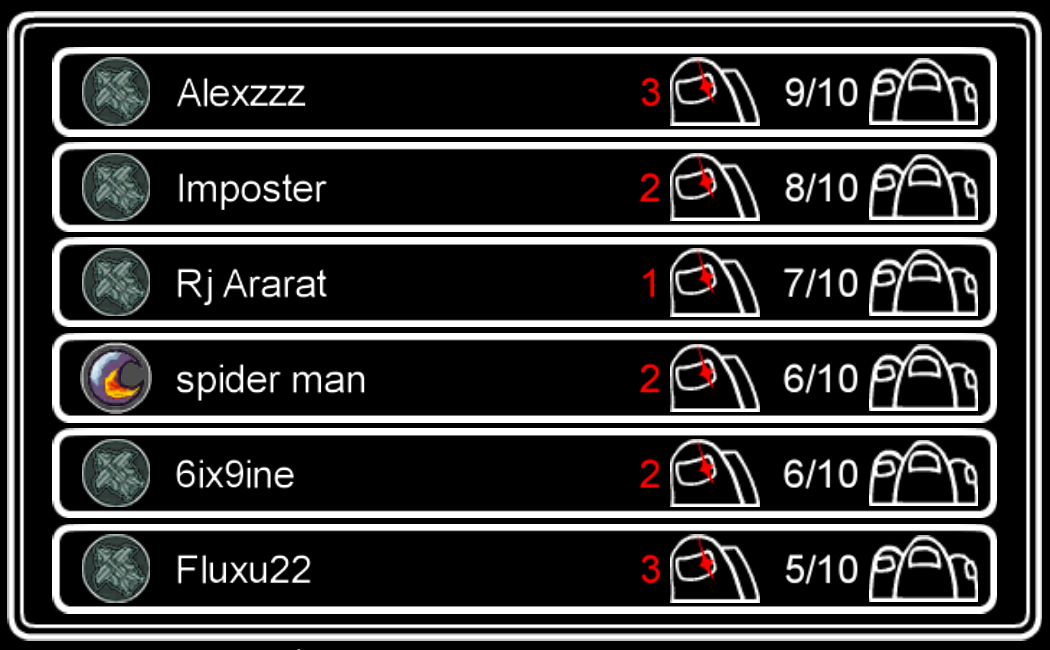 Alexzzz 3 9/10
Imposter 2 8/10
Rj Ararat 1 7/10
spider man 2 6/10
6ix9ine 2 6/10
Fluxu22 3 5/10